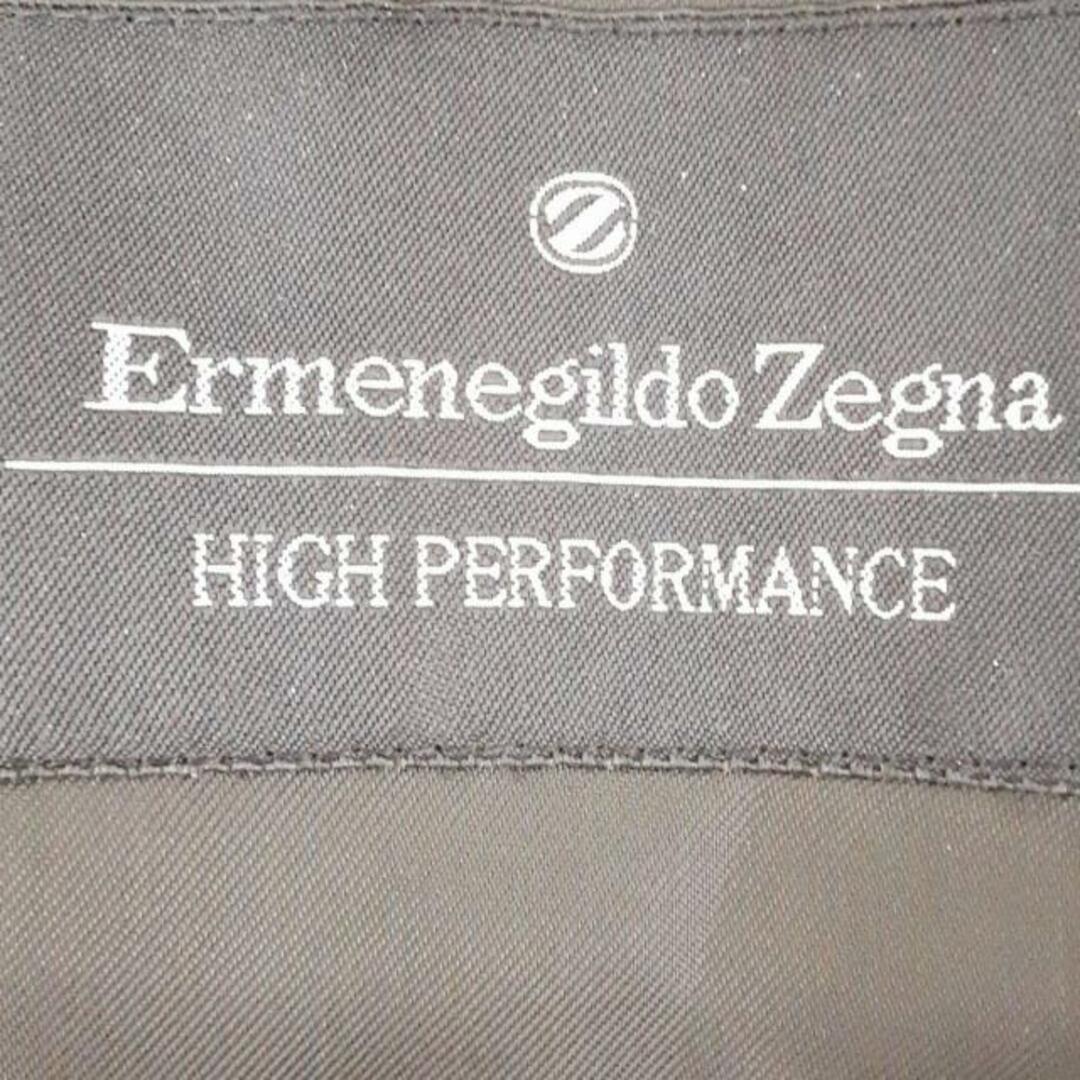 Z
Ermenegildo Zegna
HIGH PERFORMANCE